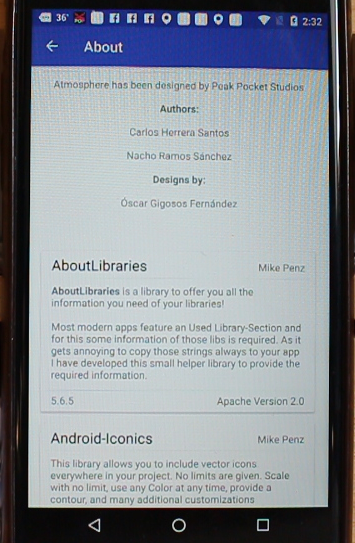 36° 2:32
About
Atmosphere has been designed by Peak Pocket Studios
Authors:
Carlos Herrera Santos
Nacho Ramos Sánchez
Designs by:
Óscar Gigosos Fernández
AboutLibraries Mike Penz
AboutLibraries is a library to offer you all the
information you need of your libraries!
Most modern apps feature an Used Library-Section and
for this some information of those libs is required. As it
gets annoying to copy those strings always to your app
I have developed this small helper library to provide the
required information.
5.6.5 Apache Version 2.0
Android-Iconics Mike Penz
This library allows you to include vector icons
everywhere in your project. No limits are given. Scale
with no limit, use any Color at any time, provide a
contour, and many additional customizations